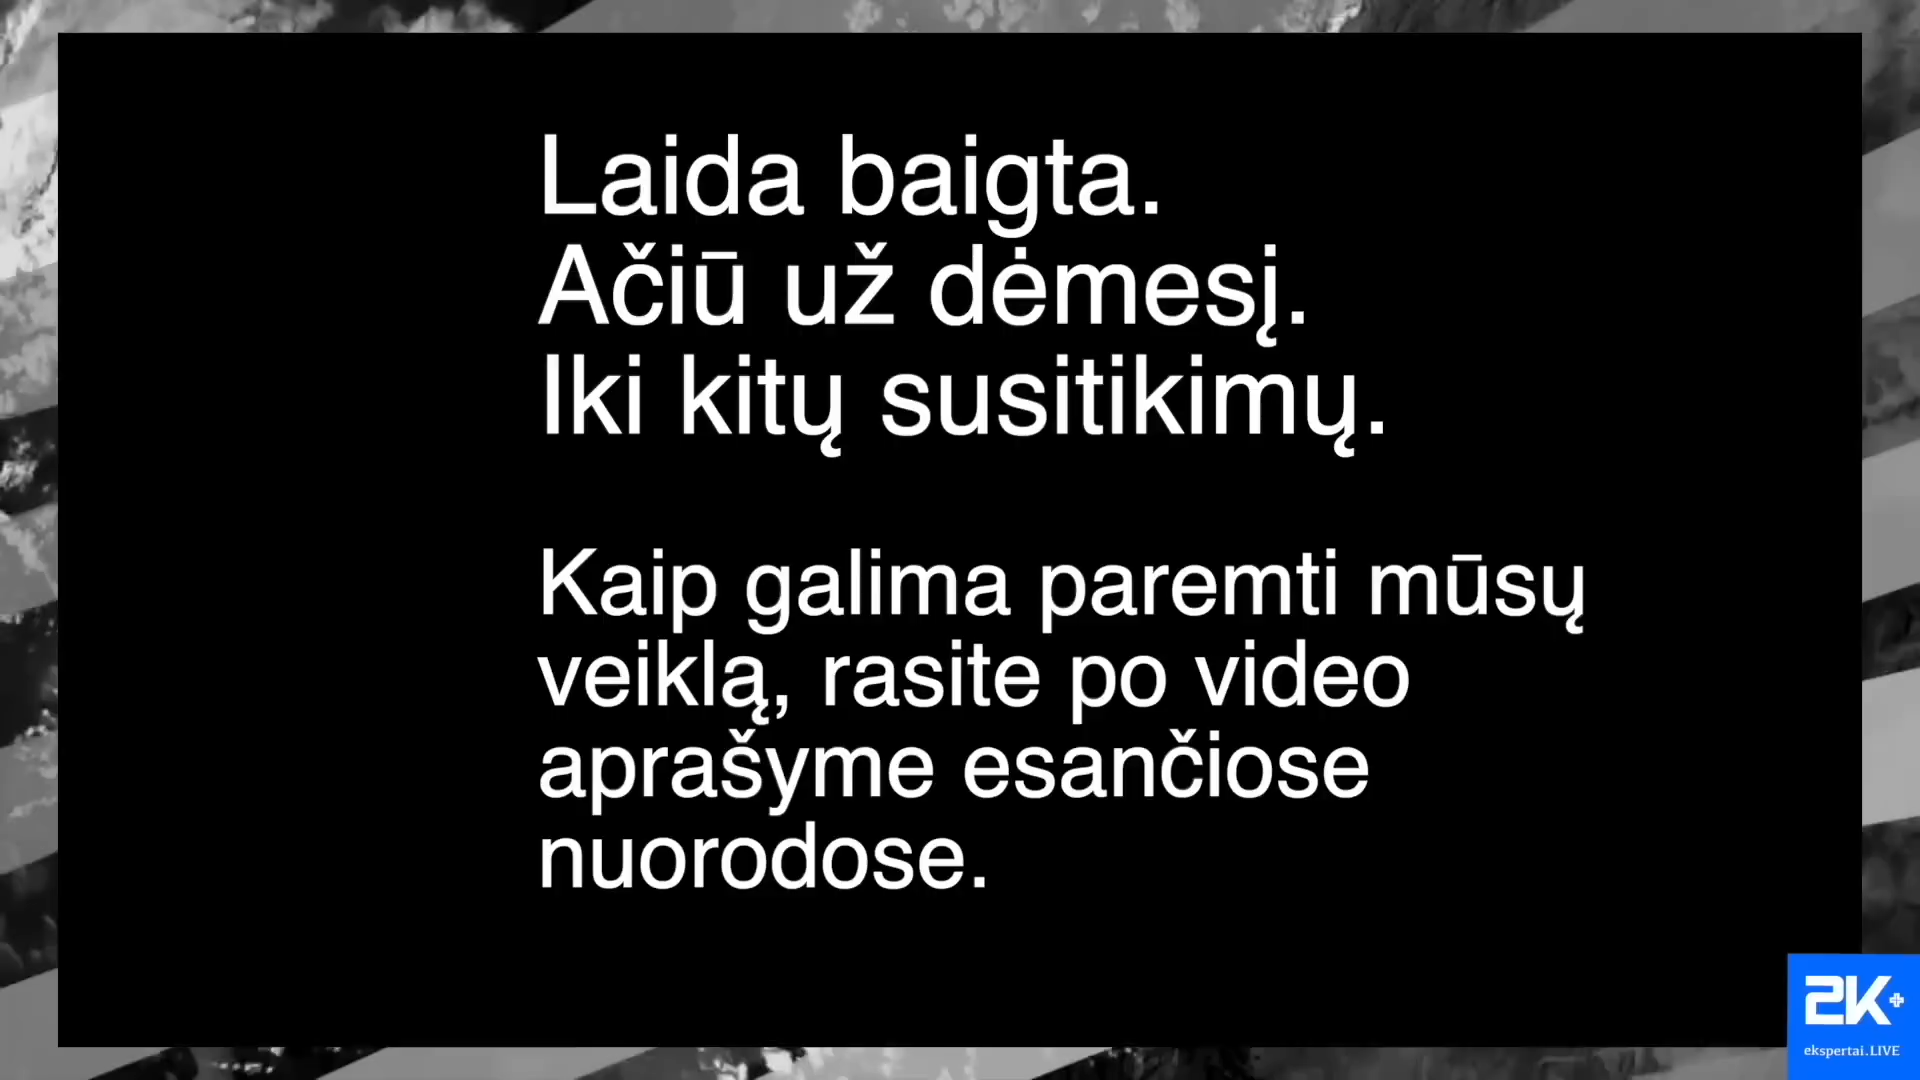 Laida baigta.
Ačiū už dėmesį.
Iki kitų susitikimų.
Kaip galima paremti mūsų
veiklą, rasite po video
aprašyme esančiose
nuorodose.
2K+
ekspertai.LIVE